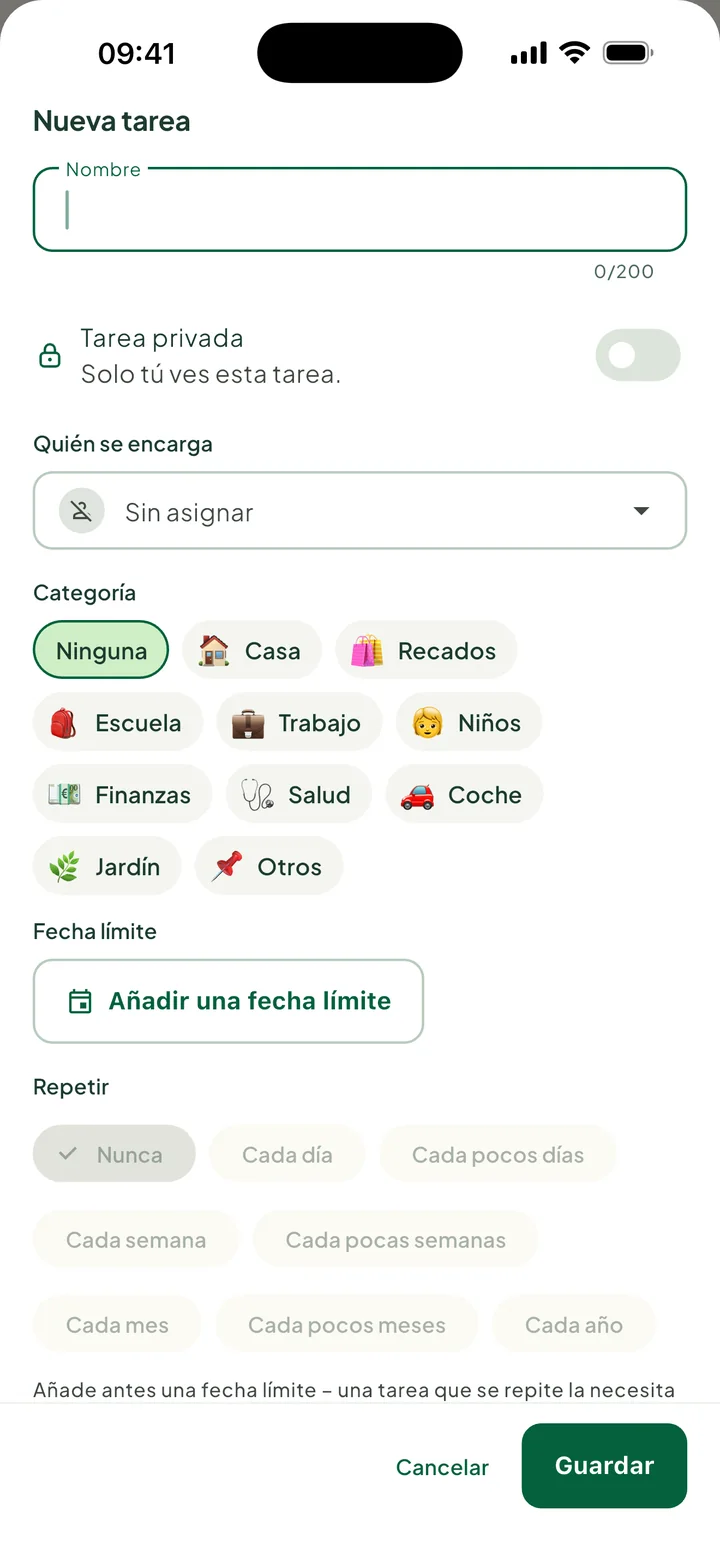 09:41
Nueva tarea
Nombre
0/200
Tarea privada
Solo tú ves esta tarea.
Quién se encarga
Sin asignar
Categoría
Ninguna
Casa
Recados
Escuela
Trabajo
Niños
Finanzas
Salud
Coche
Jardín
Otros
Fecha límite
Añadir una fecha límite
Repetir
Nunca
Cada día
Cada pocos días
Cada semana
Cada pocas semanas
Cada mes
Cada pocos meses
Cada año
Añade antes una fecha límite – una tarea que se repite la necesita
Cancelar
Guardar